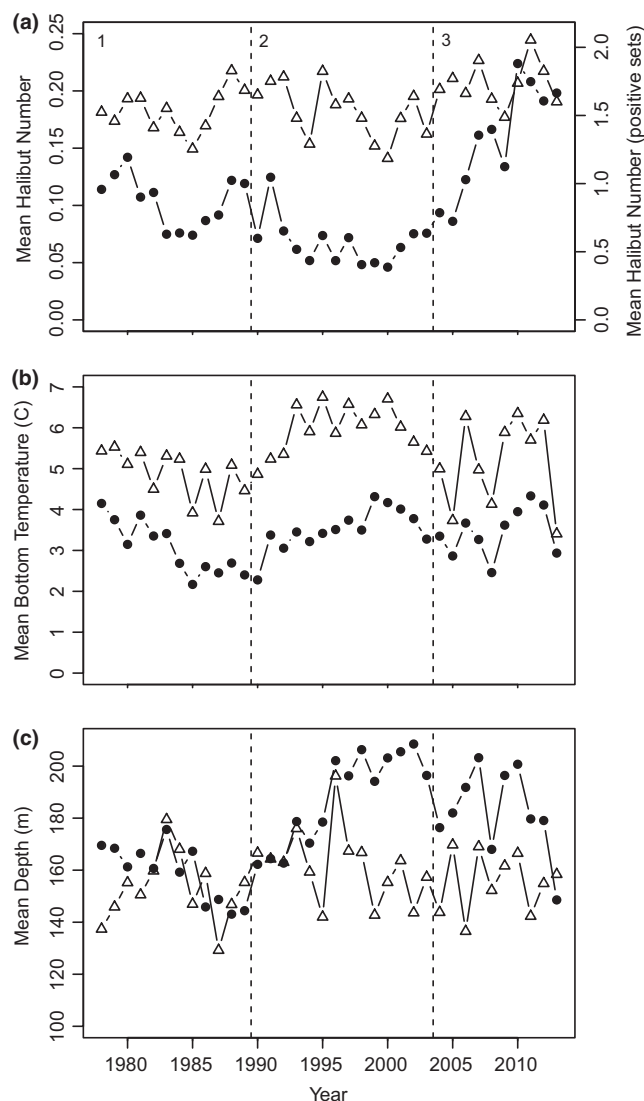 (a)
1 2 3
Mean Halibut Number
0.25
0.20
0.15
0.10
0.05
0.00
2.0
1.5
1.0
0.5
0.0
Mean Halibut Number (positive sets)
(b)
Mean Bottom Temperature (C)
7
6
5
4
3
2
1
0
(c)
Mean Depth (m)
200
180
160
140
120
100
1980 1985 1990 1995 2000 2005 2010
Year